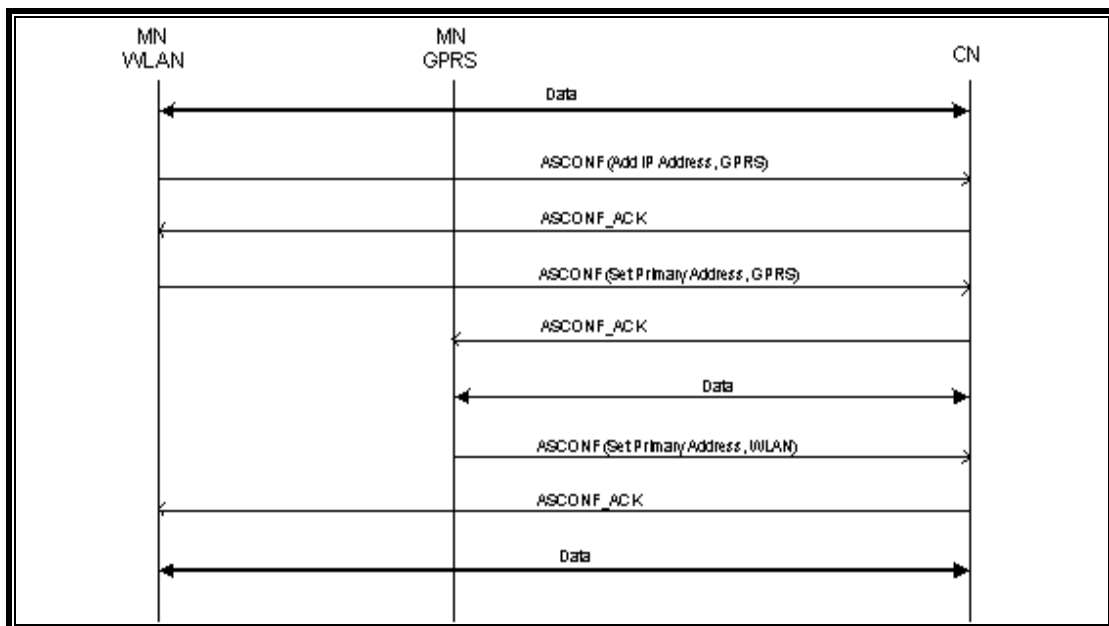 MN
WLAN
MN
GPRS
CN
Data
ASCONF(Add IP Address, GPRS)
ASCONF_ACK
ASCONF(Set Primary Address, GPRS)
ASCONF_ACK
Data
ASCONF(Set Primary Address, WLAN)
ASCONF_ACK
Data